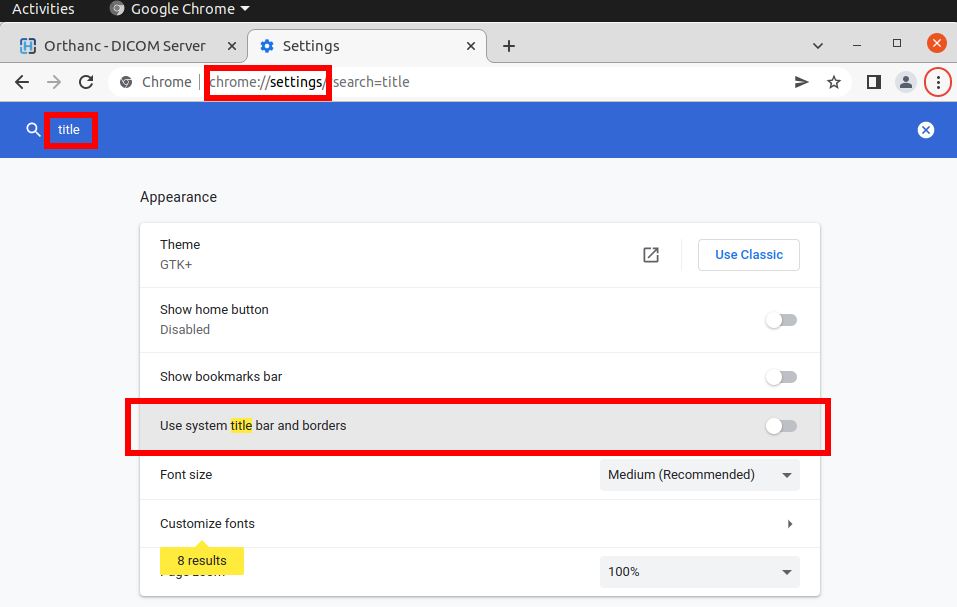 Activities Google Chrome
Orthanc - DICOM Server Settings
Chrome | chrome://settings/ search=title
title
Appearance
Theme
GTK+
Use Classic
Show home button
Disabled
Show bookmarks bar
Use system title bar and borders
Font size Medium (Recommended)
Customize fonts
8 results
100%